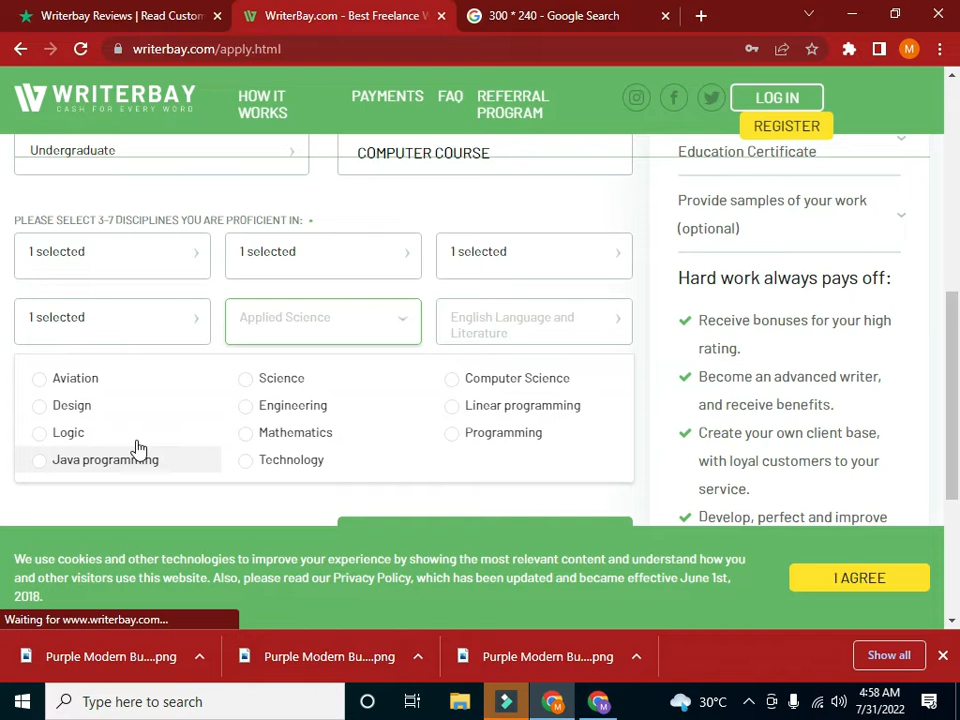 Writerbay Reviews | Read Custom
WriterBay.com - Best Freelance W
300 * 240 - Google Search
writerbay.com/apply.html
M
WRITERBAY
CASH FOR EVERY WORD
HOW IT WORKS
PAYMENTS
FAQ
REFERRAL PROGRAM
LOG IN
REGISTER
Undergraduate
COMPUTER COURSE
Education Certificate
Provide samples of your work
(optional)
PLEASE SELECT 3-7 DISCIPLINES YOU ARE PROFICIENT IN:
1 selected
1 selected
1 selected
1 selected
Applied Science
English Language and
Literature
Aviation
Science
Computer Science
Design
Engineering
Linear programming
Logic
Mathematics
Programming
Java programming
Technology
Hard work always pays off:
Receive bonuses for your high
rating.
Become an advanced writer,
and receive benefits.
Create your own client base,
with loyal customers to your
service.
Develop, perfect and improve
We use cookies and other technologies to improve your experience by showing the most relevant content and understand how you
and other visitors use this website. Also, please read our Privacy Policy, which has been updated and became effective June 1st,
2018.
I AGREE
Waiting for www.writerbay.com...
Purple Modern Bu....png
Purple Modern Bu....png
Purple Modern Bu....png
Show all
Type here to search
30°C
4:58 AM
7/31/2022